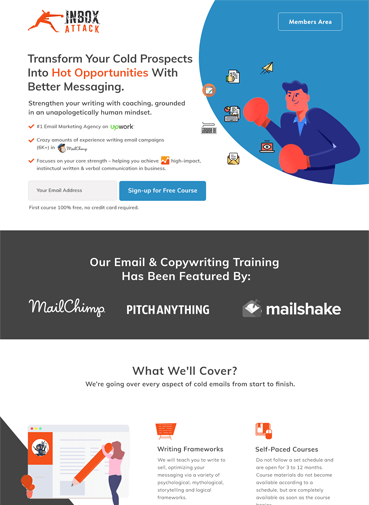 INBOX
ATTACK
Members Area
Transform Your Cold Prospects
Into Hot Opportunities With
Better Messaging.
Strengthen your writing with coaching, grounded
in an unapologetically human mindset.
#1 Email Marketing Agency on Upwork
Crazy amounts of experience writing email campaigns
(6K+) in MailChimp
Focuses on your core strength – helping you achieve high-impact,
instinctual written & verbal communication in business.
Your Email Address
Sign-up for Free Course
First course 100% free, no credit card required.
Our Email & Copywriting Training
Has Been Featured By:
MailChimp
PITCH ANYTHING
mailshake
What We'll Cover?
We're going over every aspect of cold emails from start to finish.
Writing Frameworks
We will teach you to write to
sell, optimizing your
messaging via a variety of
psychological, mythological,
storytelling and logical
frameworks.
Self-Paced Courses
Do not follow a set schedule and
are open for 3 to 12 months.
Course materials do not become
available according to a
schedule, but are completely
available as soon as the course